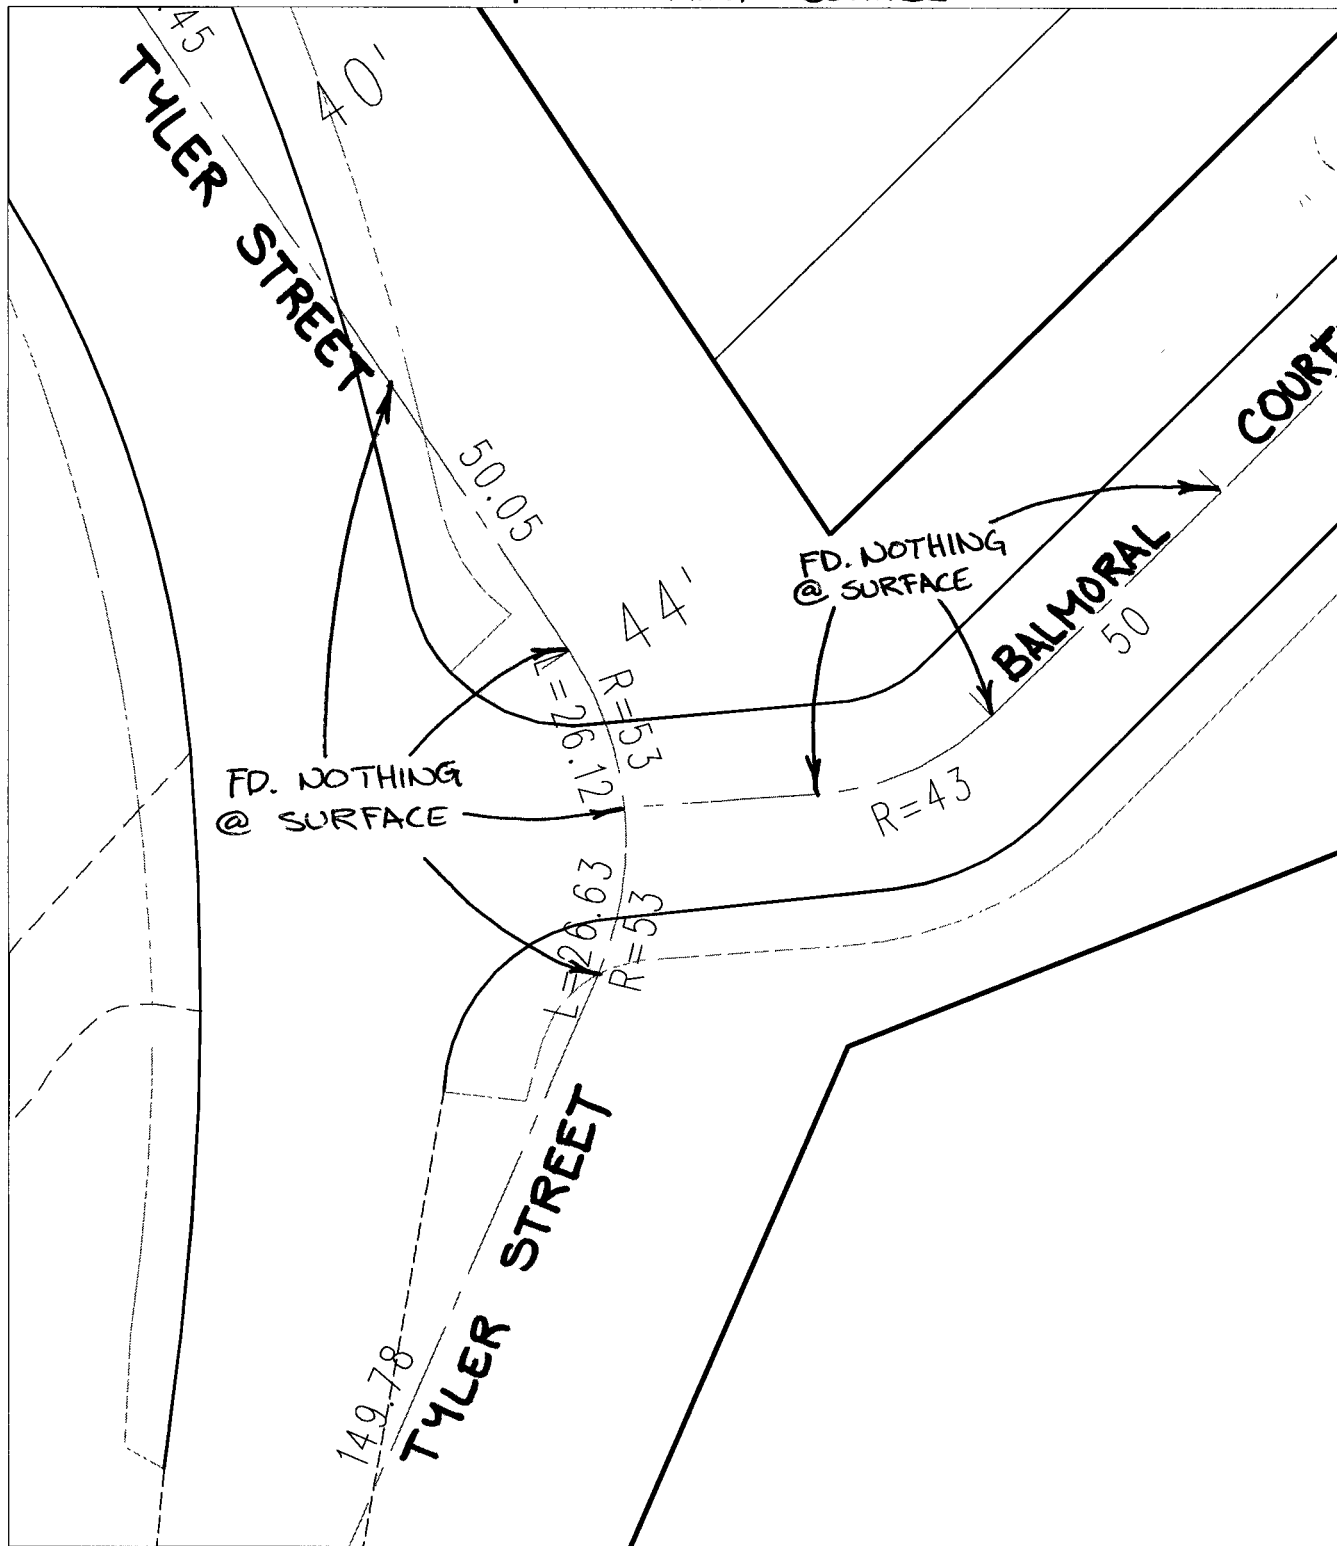 45
40'
TYLER STREET
50.05
COURT
FD. NOTHING
@ SURFACE
44'
BALMORAL
50
R=53
L=26.12
FD. NOTHING
@ SURFACE
R=43
L=26.63
R=53
TYLER STREET
149.78